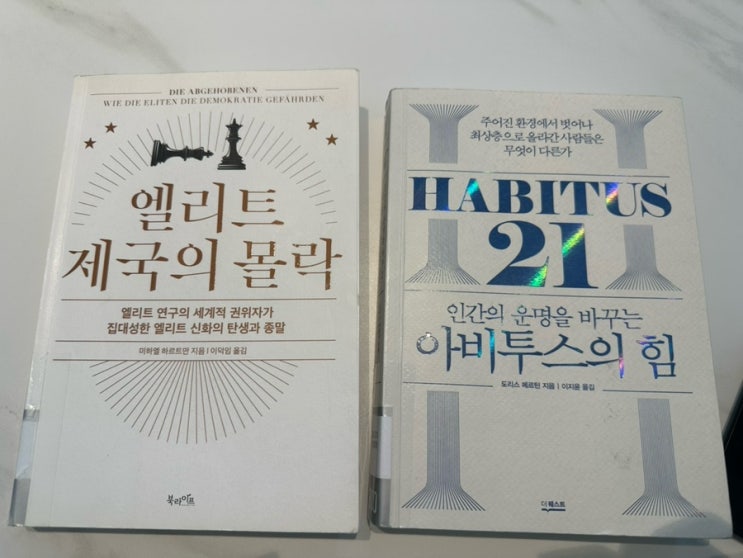 DIE ABGEHOBENEN
WIE DIE ELITEN DIE DEMOKRATIE GEFÄHRDEN
엘리트
제국의 몰락
엘리트 연구의 세계적 권위자가
집대성한 엘리트 신화의 탄생과 종말
미하엘 하르트만 지음 | 이덕임 옮김
북라이프
주어진 환경에서 벗어나
최상층으로 올라간 사람들은
무엇이 다른가
HABITUS
21
인간의 운명을 바꾸는
아비투스의 힘
도리스 메르틴 지음 | 이지윤 옮김
더퀘스트